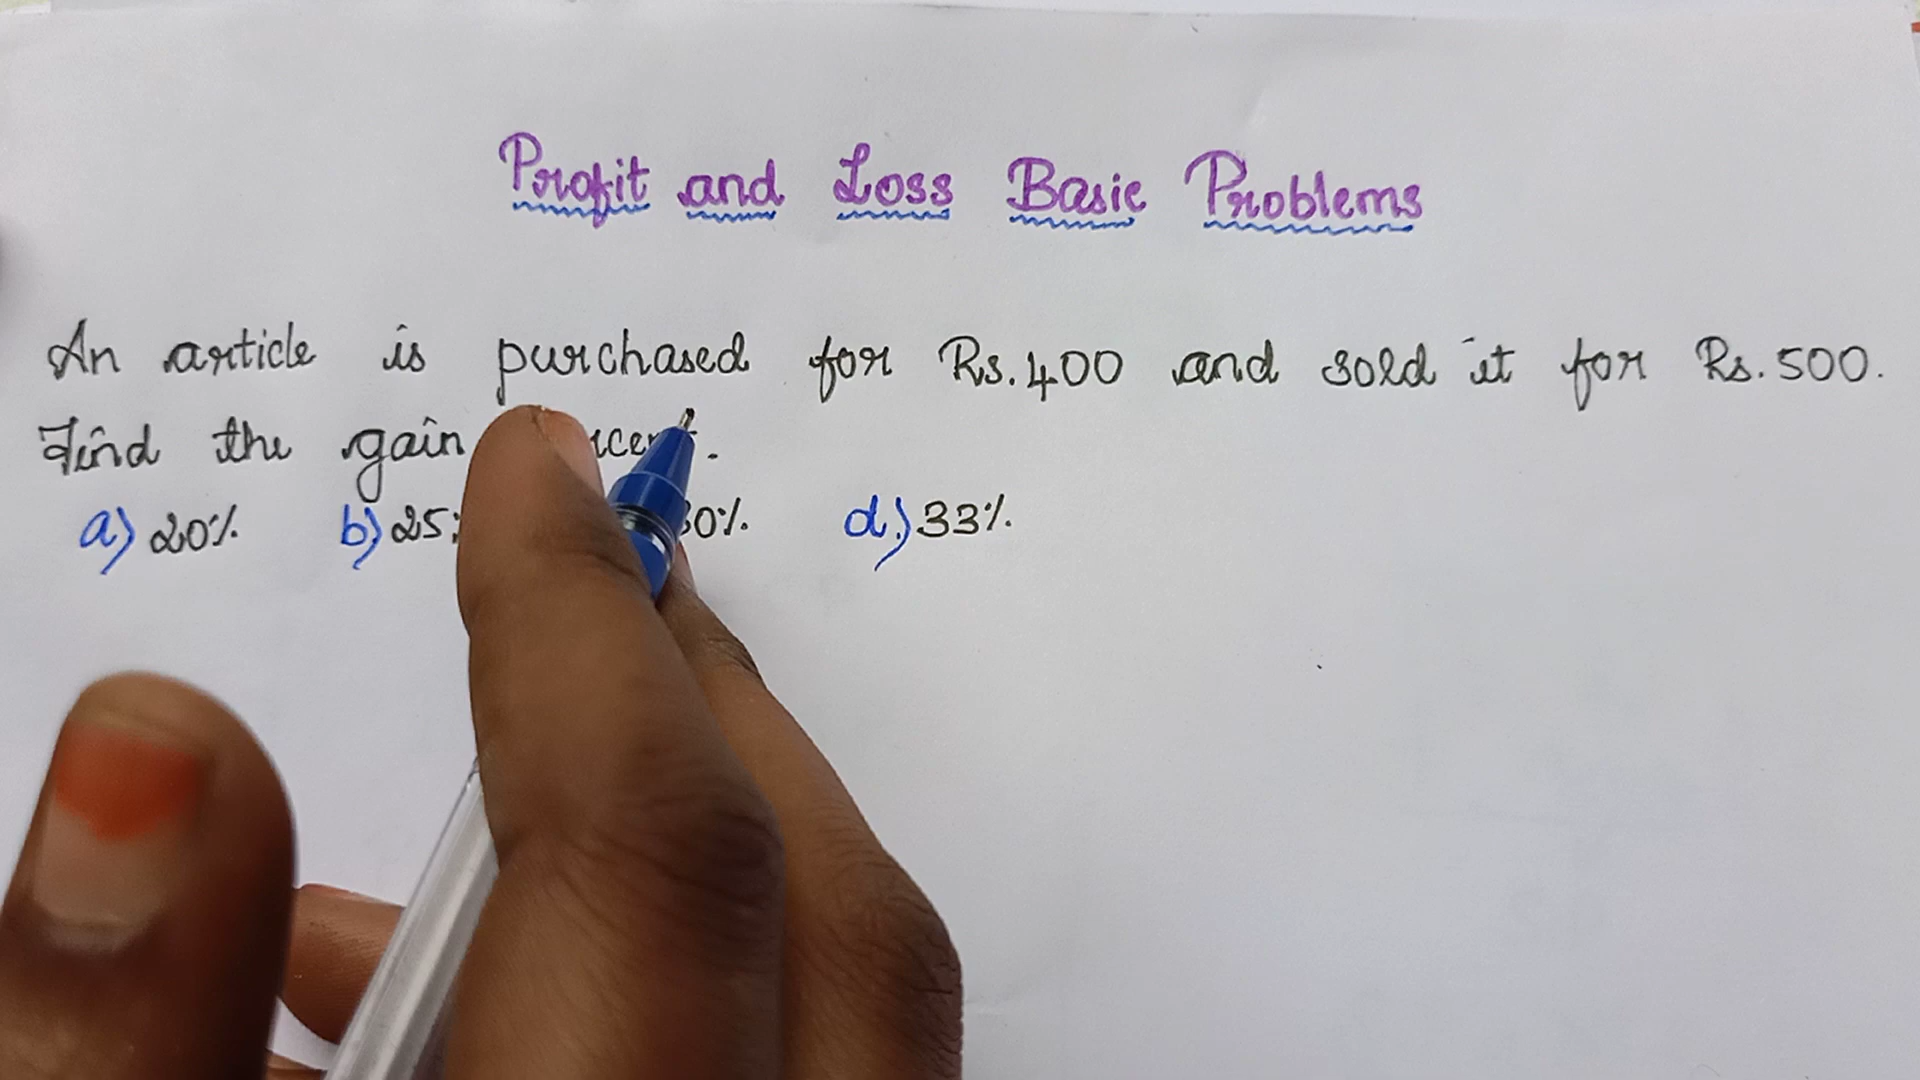 Profit and Loss Basic Problems
An article is purchased for Rs.400 and sold it for Rs.500.
Find the gain
a) 20% b) 25% d.) 33%